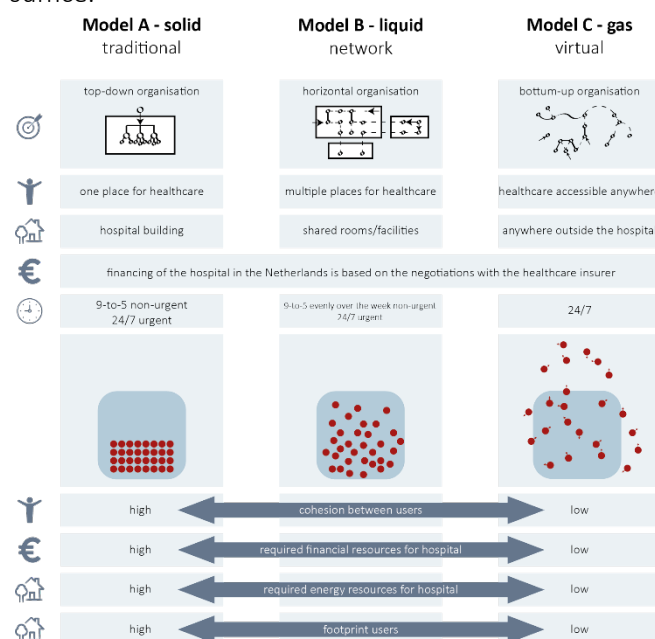 Model A - solid
traditional
Model B - liquid
network
Model C - gas
virtual
top-down organisation
horizontal organisation
bottum-up organisation
one place for healthcare
multiple places for healthcare
healthcare accessible anywher
hospital building
shared rooms/facilities
anywhere outside the hospita
€
financing of the hospital in the Netherlands is based on the negotiations with the healthcare insurer
9-to-5 non-urgent
24/7 urgent
9-to-5 evenly over the week non-urgent
24/7 urgent
24/7
high
cohesion between users
low
€
high
required financial resources for hospital
low
high
required energy resources for hospital
low
high
footprint users
low